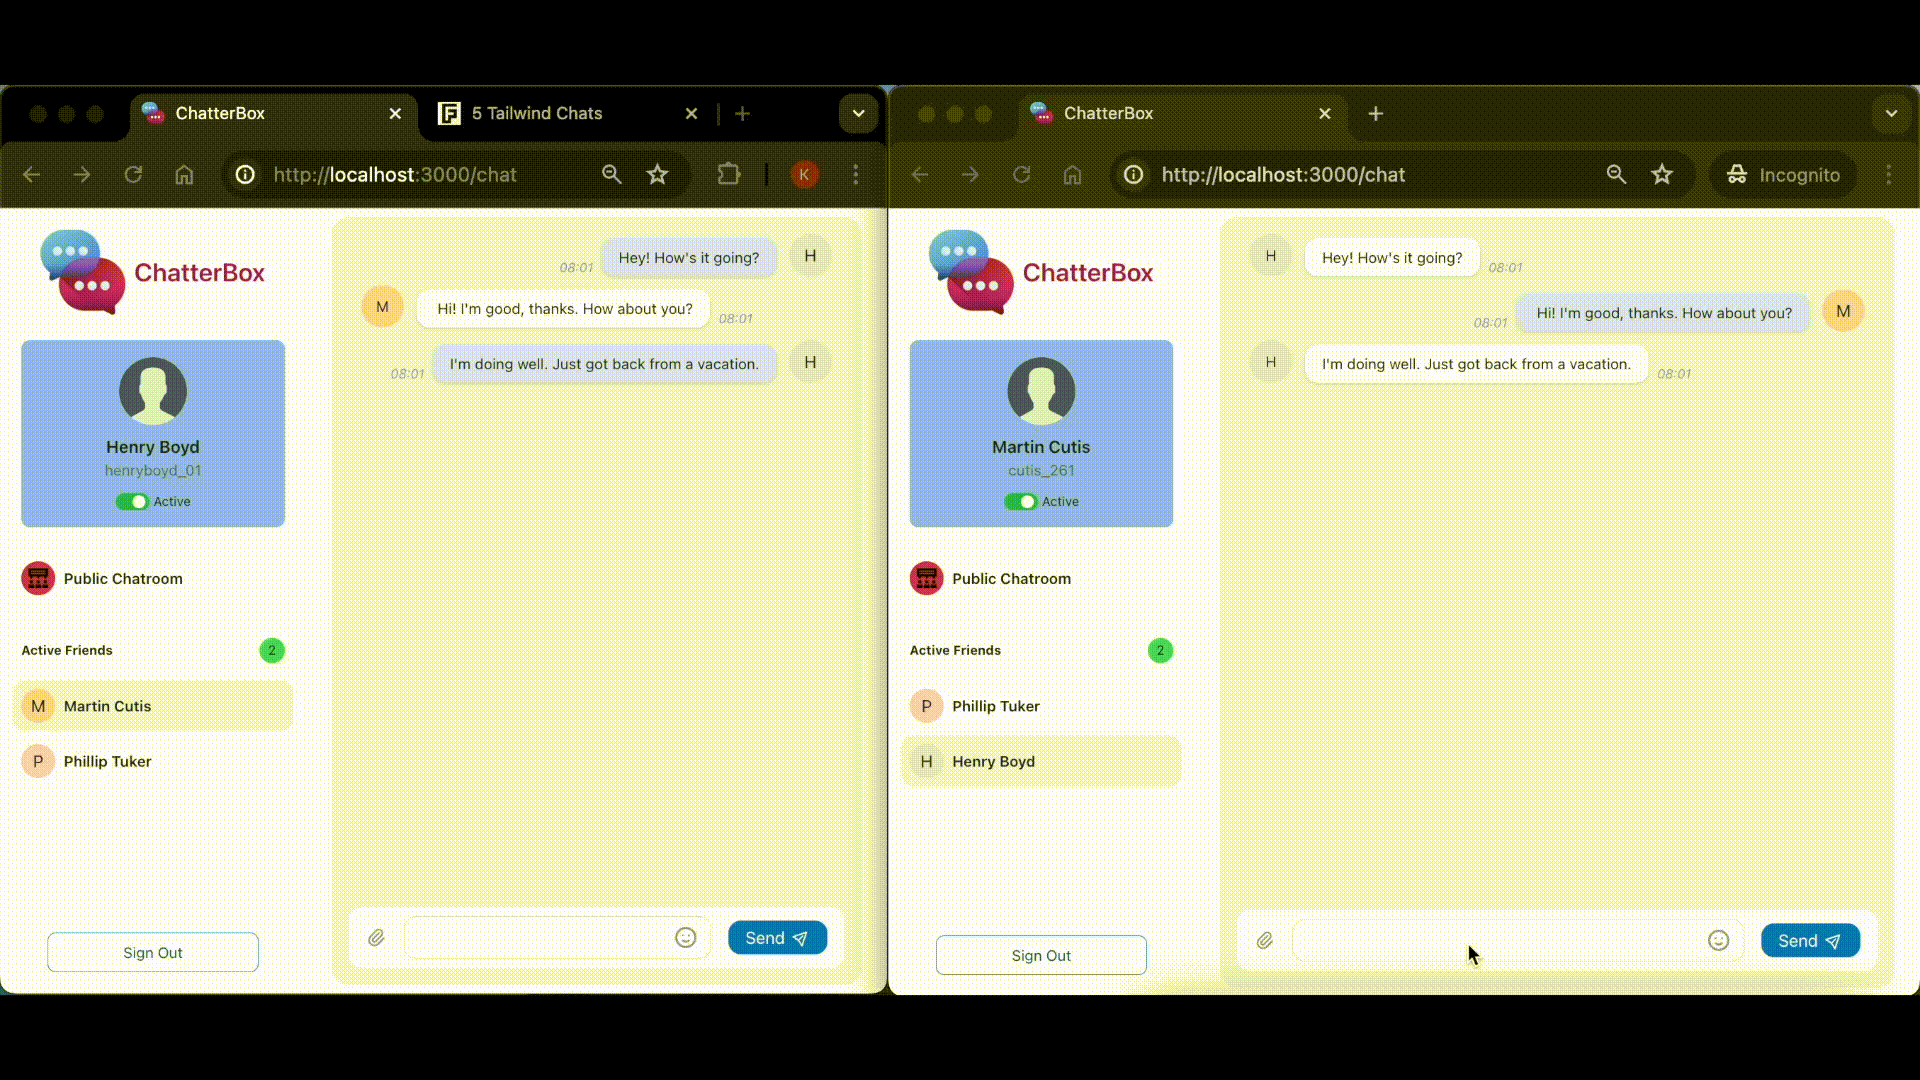 ChatterBox
5 Tailwind Chats
http://localhost:3000/chat
K
ChatterBox
Henry Boyd
henryboyd_01
Active
Public Chatroom
Active Friends
2
M
Martin Cutis
P
Phillip Tuker
Sign Out
08:01
Hey! How's it going?
H
M
Hi! I'm good, thanks. How about you?
08:01
08:01
I'm doing well. Just got back from a vacation.
H
Send
ChatterBox
http://localhost:3000/chat
Incognito
ChatterBox
Martin Cutis
cutis_261
Active
Public Chatroom
Active Friends
2
P
Phillip Tuker
H
Henry Boyd
Sign Out
H
Hey! How's it going?
08:01
08:01
Hi! I'm good, thanks. How about you?
M
H
I'm doing well. Just got back from a vacation.
08:01
Send